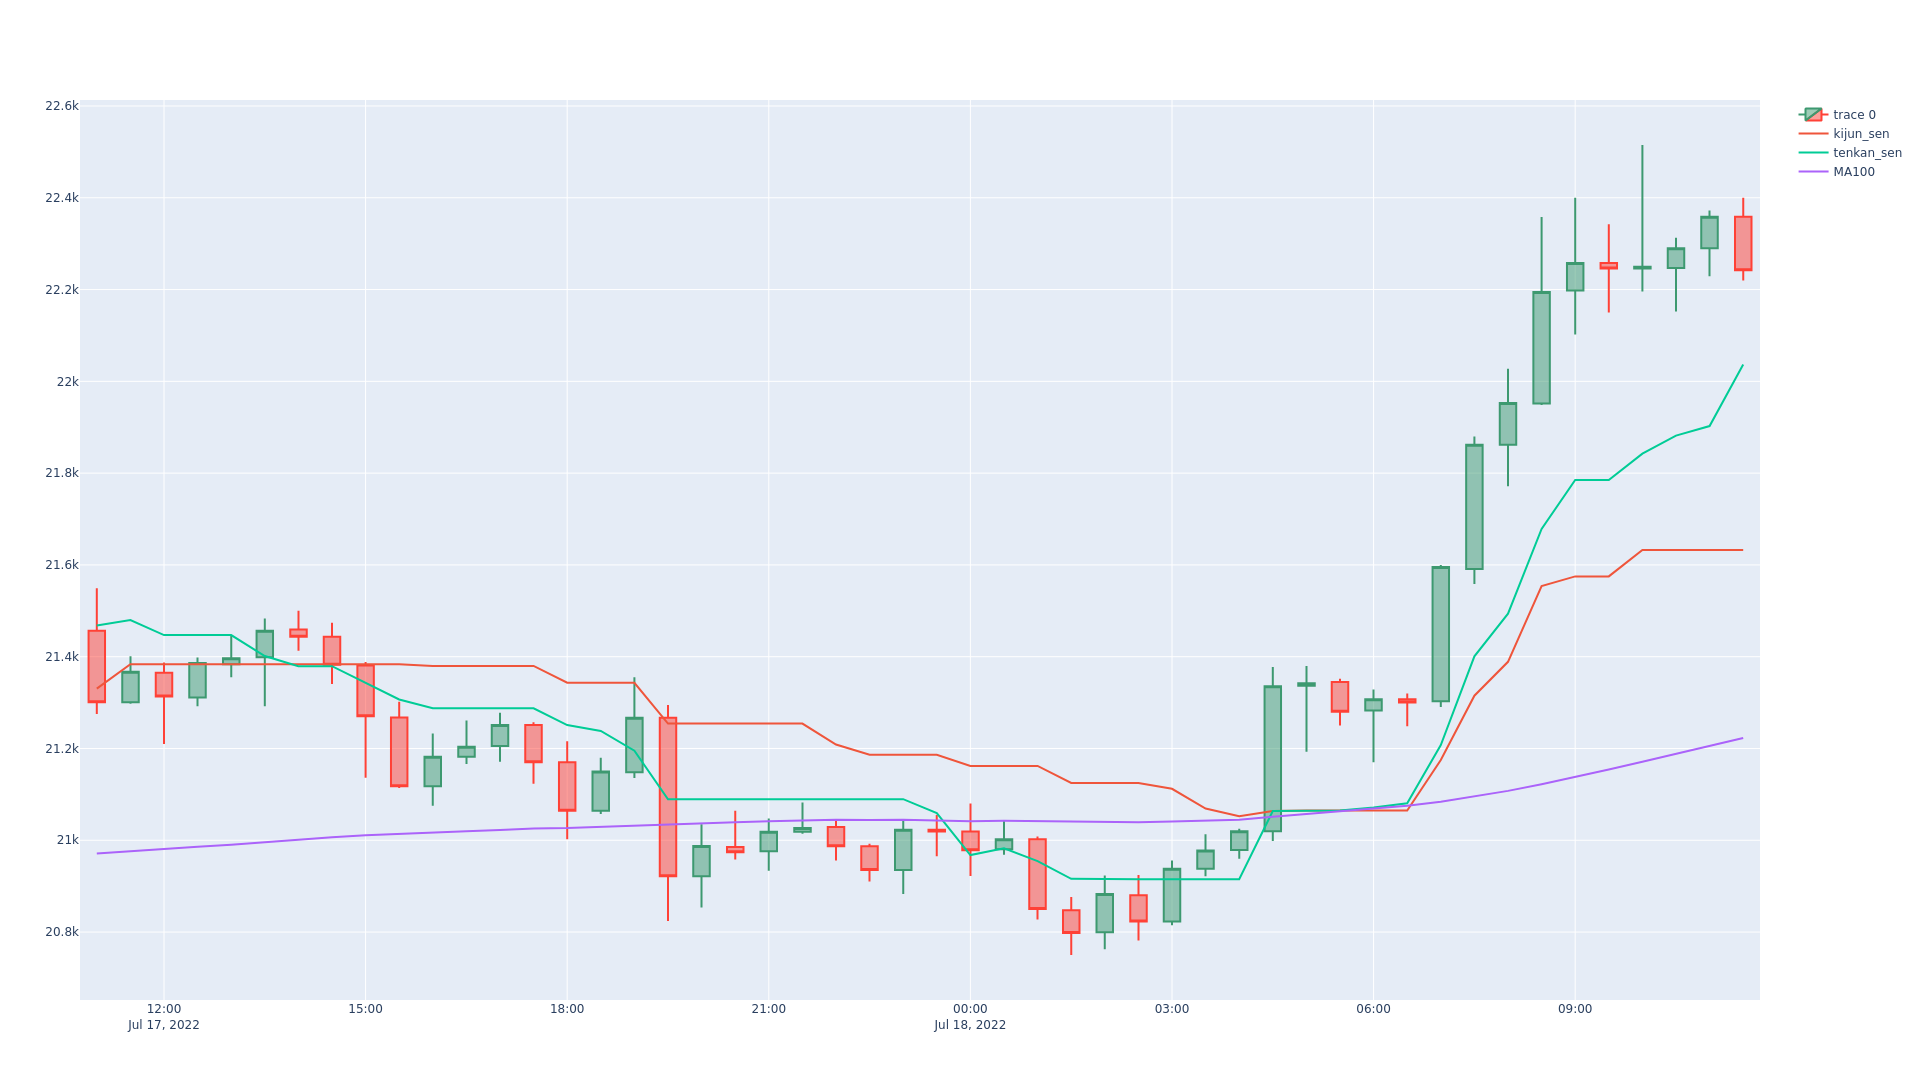 22.6k
22.4k
22.2k
22k
21.8k
21.6k
21.4k
21.2k
21k
20.8k
12:00
Jul 17, 2022
15:00
18:00
21:00
00:00
Jul 18, 2022
03:00
06:00
09:00
trace 0
kijun_sen
tenkan_sen
MA100